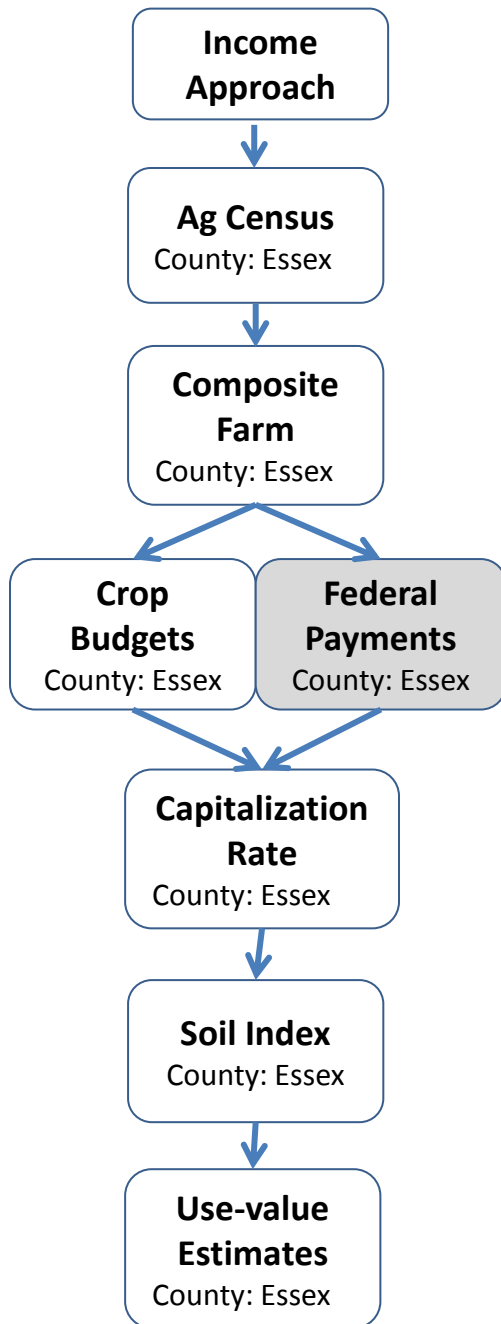 Income
Approach
Ag Census
County: Essex
Composite
Farm
County: Essex
Crop
Budgets
County: Essex
Federal
Payments
County: Essex
Capitalization
Rate
County: Essex
Soil Index
County: Essex
Use-value
Estimates
County: Essex